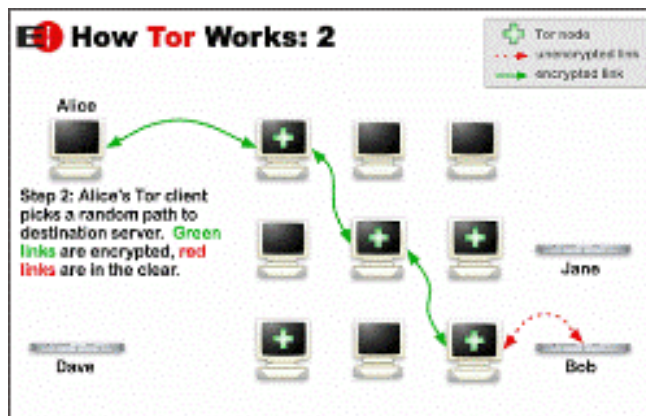 How Tor Works: 2
Tor node
unencrypted link
encrypted link
Alice
Step 2: Alice's Tor client
picks a random path to
destination server. Green
links are encrypted, red
links are in the clear.
Jane
Dave
Bob